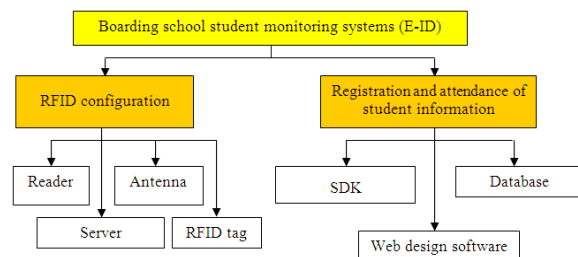 Boarding school student monitoring systems (E-ID)
RFID configuration
Registration and attendance of
student information
Reader
Antenna
Server
RFID tag
SDK
Database
Web design software